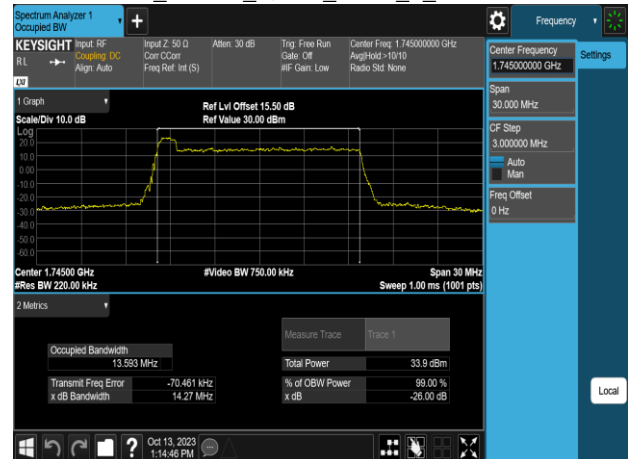 Spectrum Analyzer 1
Occupied BW
+
Frequency
KEYSIGHT
RL
LXI
Input: RF
Coupling: DC
Align: Auto
Input Z: 50 Ω
Corr CCorr
Freq Ref: Int (S)
Atten: 30 dB
Trig: Free Run
Gate: Off
#IF Gain: Low
Center Freq: 1.745000000 GHz
Avg|Hold:>10/10
Radio Std: None
Center Frequency
1.745000000 GHz
Settings
Span
30.000 MHz
CF Step
3.000000 MHz
Auto
Man
Freq Offset
0 Hz
1 Graph
Scale/Div 10.0 dB
Ref Lvl Offset 15.50 dB
Ref Value 30.00 dBm
Log
20.0
10.0
0.00
-10.0
-20.0
-30.0
-40.0
-50.0
-60.0
Center 1.74500 GHz
#Video BW 750.00 kHz
Span 30 MHz
#Res BW 220.00 kHz
Sweep 1.00 ms (1001 pts)
2 Metrics
Measure Trace
Trace 1
Occupied Bandwidth
13.593 MHz
Total Power
33.9 dBm
Transmit Freq Error
-70.461 kHz
% of OBW Power
99.00 %
x dB Bandwidth
14.27 MHz
x dB
-26.00 dB
Local
?
Oct 13, 2023
1:14:46 PM